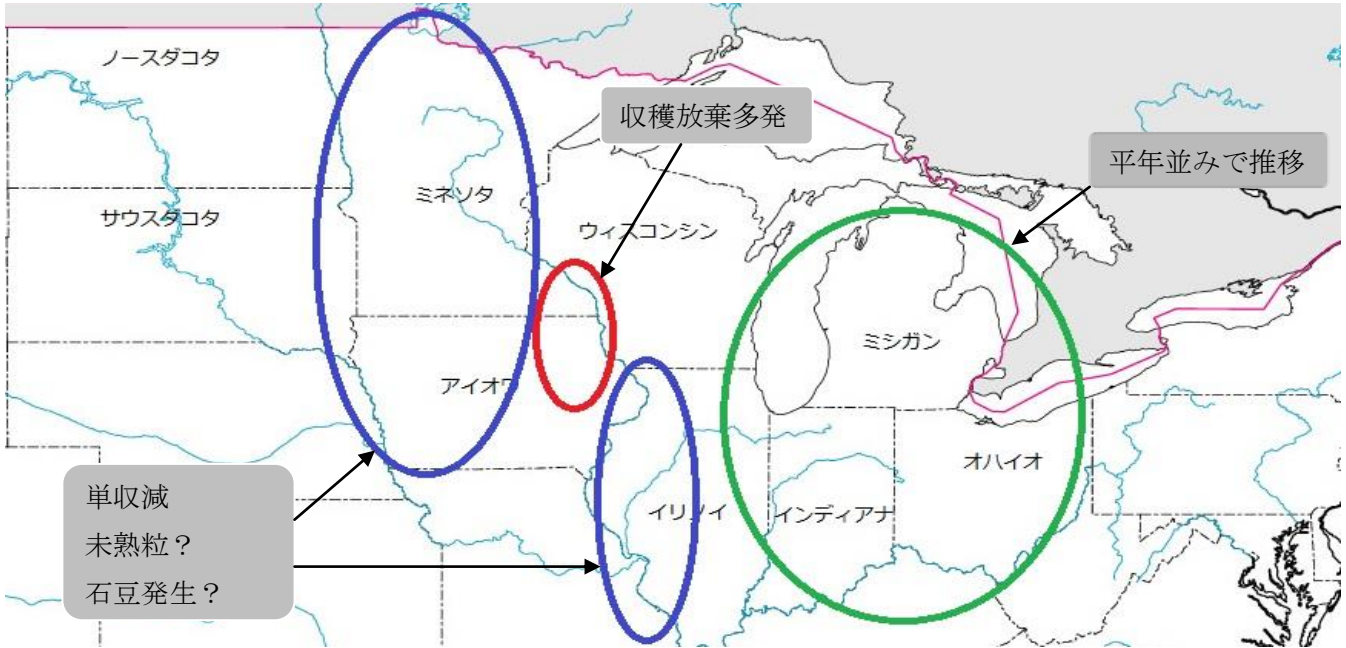 ノースダコタ
収穫放棄多発
平年並みで推移
ミネソタ
サウスダコタ
ウィスコンシン
ミシガン
アイオワ
オハイオ
イリノイ
インディアナ
単収減
未熟粒？
石豆発生？